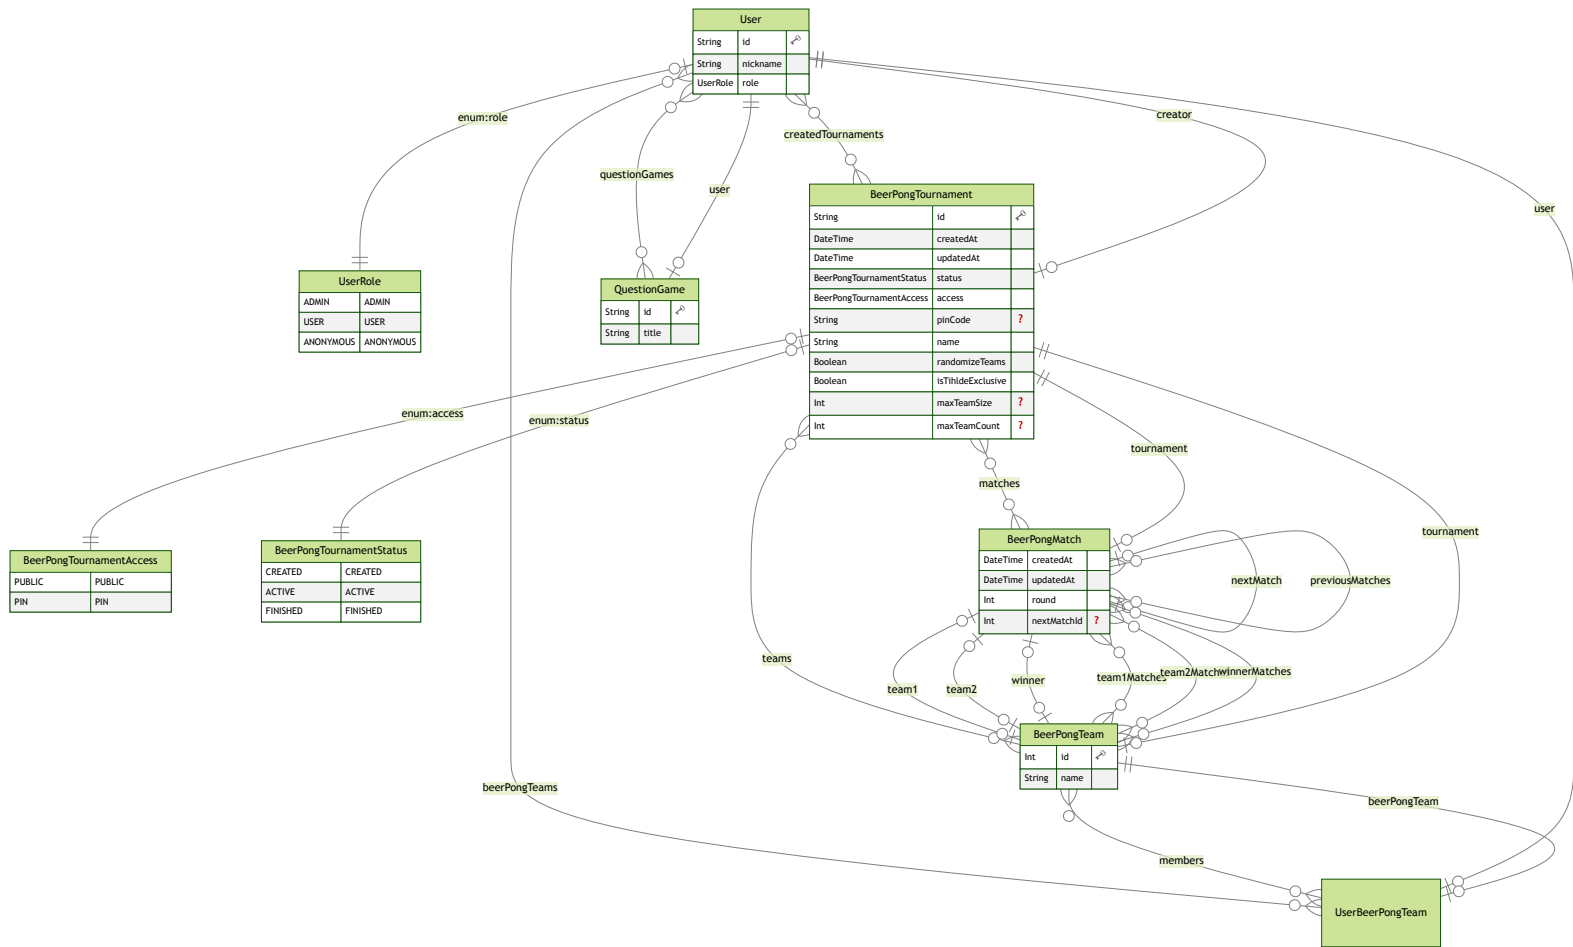 User
String id
String nickname
UserRole role
enum:role
creator
createdTournaments
questionGames
user
user
BeerPongTournament
String id
DateTime createdAt
DateTime updatedAt
BeerPongTournamentStatus status
BeerPongTournamentAccess access
String pinCode ?
String name
Boolean randomizeTeams
Boolean isTihldeExclusive
Int maxTeamSize ?
Int maxTeamCount ?
UserRole
ADMIN ADMIN
USER USER
ANONYMOUS ANONYMOUS
QuestionGame
String id
String title
enum:access
enum:status
tournament
matches
tournament
BeerPongTournamentAccess
PUBLIC PUBLIC
PIN PIN
BeerPongTournamentStatus
CREATED CREATED
ACTIVE ACTIVE
FINISHED FINISHED
BeerPongMatch
DateTime createdAt
DateTime updatedAt
Int round
Int nextMatchId ?
nextMatch
previousMatches
teams
team1
team2
winner
team1Matches
team2Match
winnerMatches
BeerPongTeam
Int id
String name
beerPongTeams
beerPongTeam
members
UserBeerPongTeam